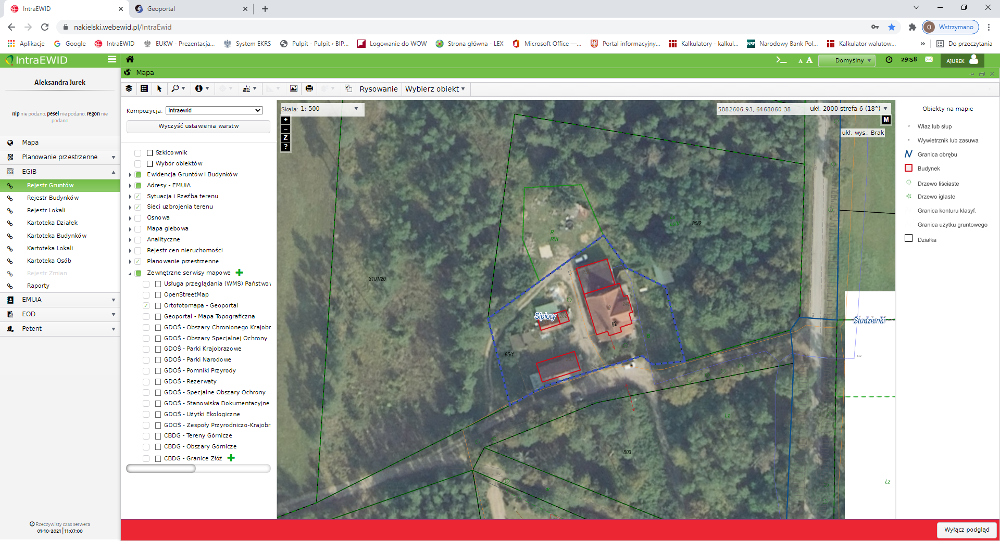 IntraEWID
Geoportal
nakielski.webewid.pl/IntraEwid
Wstrzymano
Aplikacje
Google
IntraEWID
EUKW - Prezentacja...
System EKRS
Pulpit - Pulpit ‹ BIP...
Logowanie do WOW
Strona główna - LEX
Microsoft Office —...
Portal informacyjny...
Kalkulatory - kalkul...
Narodowy Bank Pol...
Kalkulator walutow...
»
Do przeczytania
IntraEWID
A A
Domyślny
29:58
AJUREK
Mapa
Aleksandra Jurek
nip nie podano, pesel nie podano, regon nie
podano
Mapa
Planowanie przestrzenne
EGiB
Rejestr Gruntów
Rejestr Budynków
Rejestr Lokali
Kartoteka Działek
Kartoteka Budynków
Kartoteka Lokali
Kartoteka Osób
Rejestr Zmian
Raporty
EMUiA
EOD
Petent
Rzeczywisty czas serwera
01-10-2021 | 11:07:00
Rysowanie
Wybierz obiekt
Kompozycja: Intraewid
Wyczyść ustawienia warstw
Szkicownik
Wybór obiektów
Ewidencja Gruntów i Budynków
Adresy - EMUiA
Sytuacja i Rzeźba terenu
Sieci uzbrojenia terenu
Osnowa
Mapa glebowa
Analityczne
Rejestr cen nieruchomości
Planowanie przestrzenne
Zewnętrzne serwisy mapowe
Usługa przeglądania (WMS) Państwov
OpenStreetMap
Ortofotomapa - Geoportal
Geoportal - Mapa Topograficzna
GDOŚ - Obszary Chronionego Krajobr
GDOŚ - Obszary Specjalnej Ochrony
GDOŚ - Parki Krajobrazowe
GDOŚ - Parki Narodowe
GDOŚ - Pomniki Przyrody
GDOŚ - Rezerwaty
GDOŚ - Specjalne Obszary Ochrony
GDOŚ - Stanowiska Dokumentacyjne
GDOŚ - Użytki Ekologiczne
GDOŚ - Zespoły Przyrodniczo-Krajobr
CBDG - Tereny Górnicze
CBDG - Obszary Górnicze
CBDG - Granice Złóż
Skala: 1: 500
+
−
Z
?
5882606.93, 6468060.38
ukł. 2000 strefa 6 (18°)
M
ukł. wys.: Brak
85/2
R
RVI
3101/20
Sipiory
282
52
Studzienki
85/1
Lz
803
Lz
Obiekty na mapie
Właz lub słup
Wywietrznik lub zasuwa
Granica obrębu
Budynek
Drzewo liściaste
Drzewo iglaste
Granica konturu klasyf.
Granica użytku gruntowego
Działka
Wyłącz podgląd